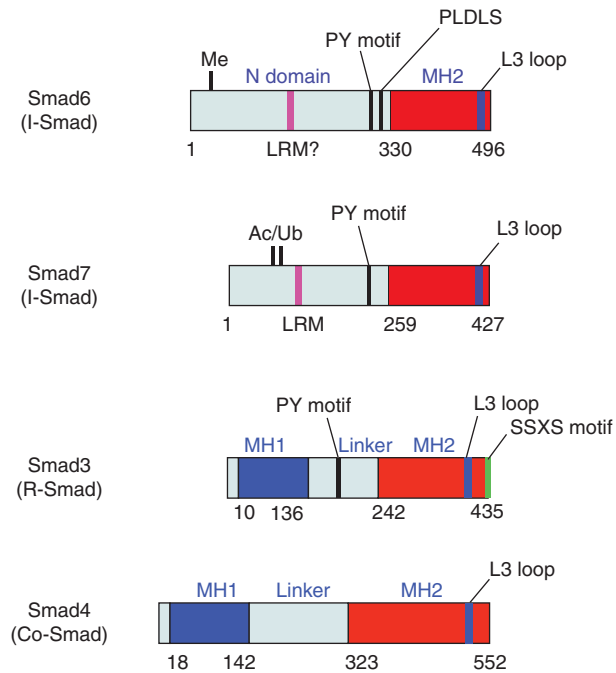 PLDLS
PY motif
Me
N domain
MH2
L3 loop
Smad6
(I-Smad)
1
LRM?
330
496
PY motif
L3 loop
Ac/Ub
Smad7
(I-Smad)
1
LRM
259
427
PY motif
L3 loop
SSXS motif
MH1
Linker
MH2
Smad3
(R-Smad)
10
136
242
435
L3 loop
MH1
Linker
MH2
Smad4
(Co-Smad)
18
142
323
552